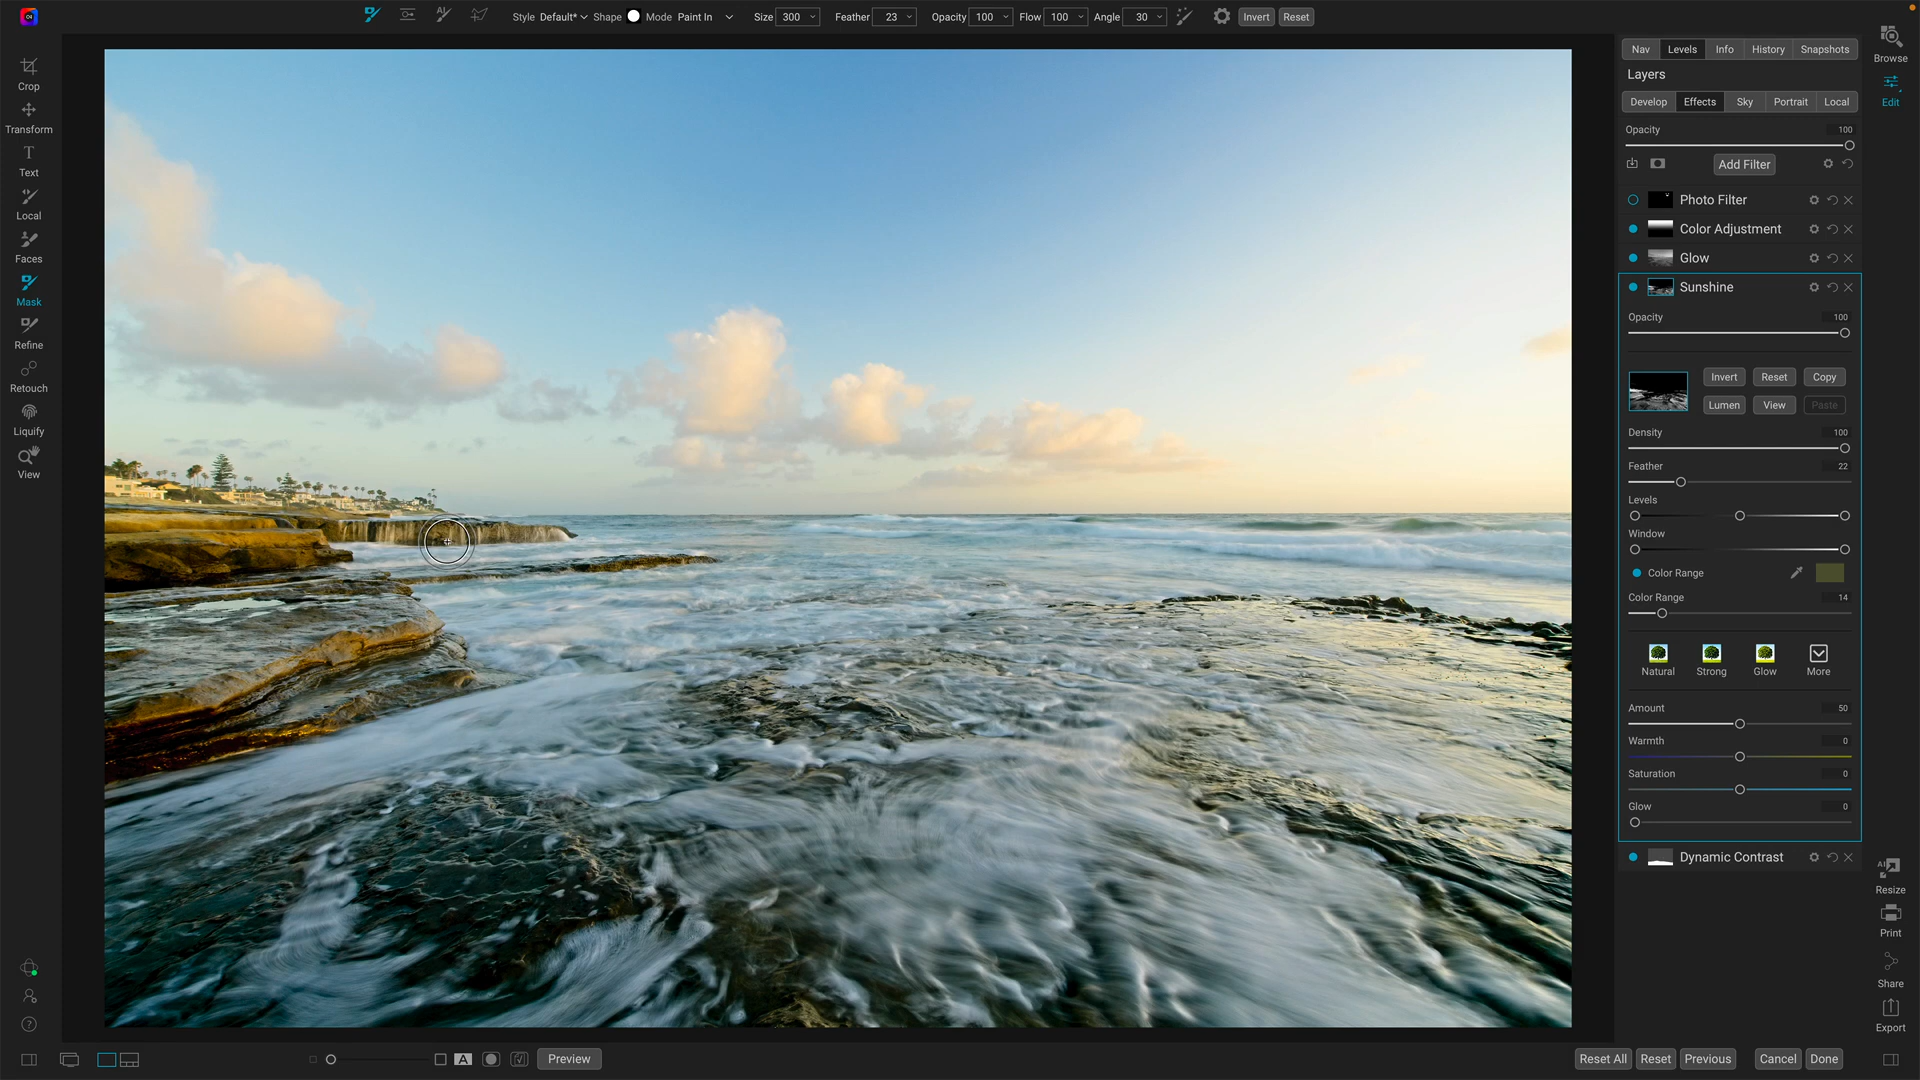 Style Default* Shape Mode Paint In Size 300 Feather 23 Opacity 100 Flow 100 Angle 30 Invert Reset
Crop
Transform
Text
Local
Faces
Mask
Refine
Retouch
Liquify
View
Nav Levels Info History Snapshots
Layers
Develop Effects Sky Portrait Local
Opacity 100
Add Filter
Photo Filter
Color Adjustment
Glow
Sunshine
Opacity 100
Invert Reset Copy
Lumen View Paste
Density 100
Feather 22
Levels
Window
Color Range
Color Range 14
Natural Strong Glow More
Amount 50
Warmth 0
Saturation 0
Glow 0
Dynamic Contrast
Browse
Edit
AI
Resize
Print
Share
Export
A Preview
Reset All Reset Previous Cancel Done